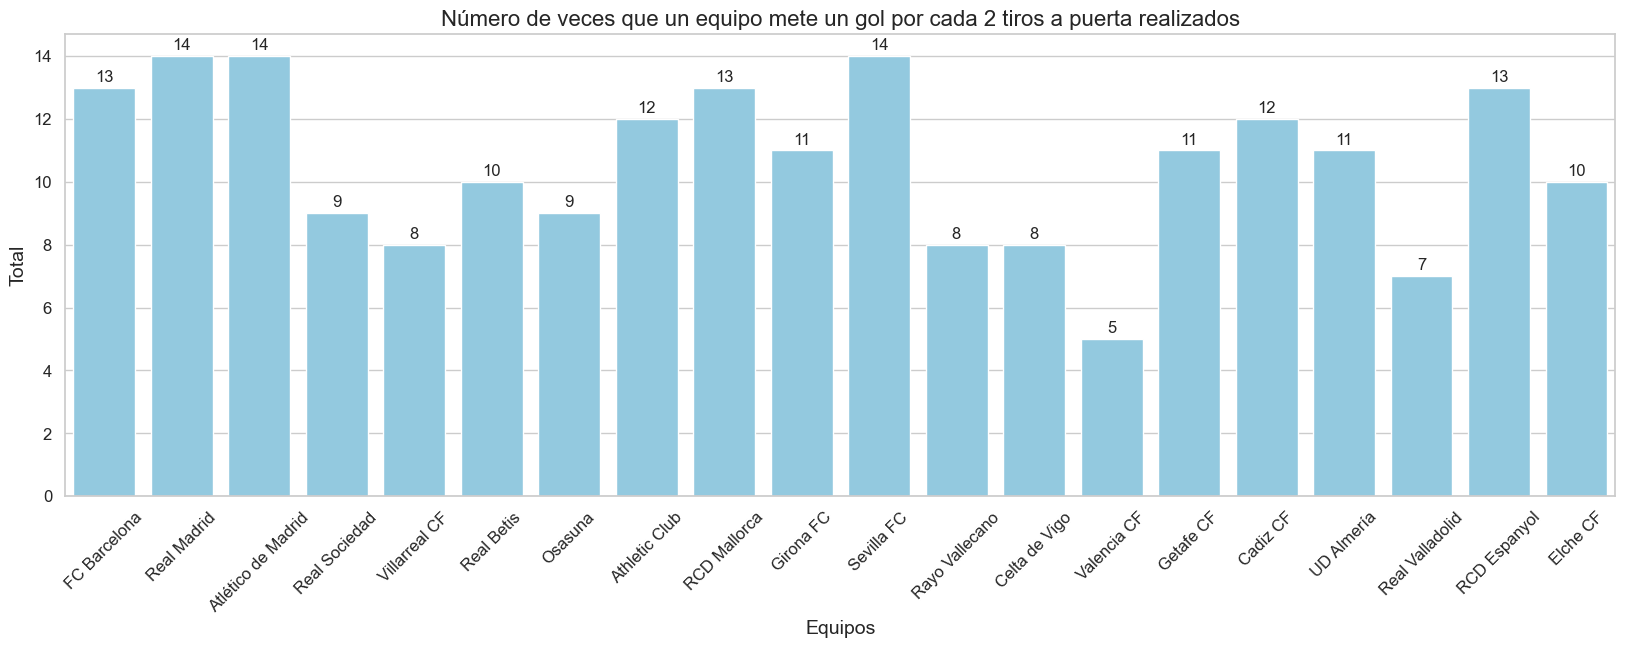 Número de veces que un equipo mete un gol por cada 2 tiros a puerta realizados
Total
14
12
10
8
6
4
2
0
13
14
14
9
8
10
9
12
13
11
14
8
8
5
11
12
11
7
13
10
FC Barcelona
Real Madrid
Atlético de Madrid
Real Sociedad
Villarreal CF
Real Betis
Osasuna
Athletic Club
RCD Mallorca
Girona FC
Sevilla FC
Rayo Vallecano
Celta de Vigo
Valencia CF
Getafe CF
Cadiz CF
UD Almería
Real Valladolid
RCD Espanyol
Elche CF
Equipos